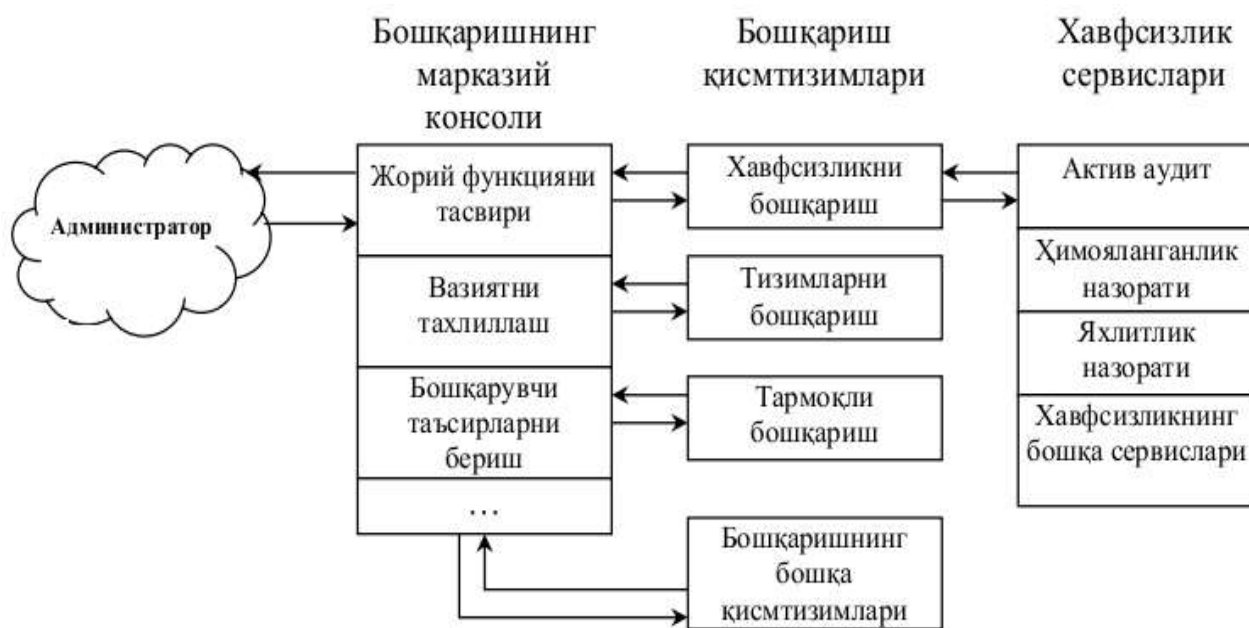 Бошқаришнинг
марказий
консоли
Бошқариш
қисмтизимлари
Хавфсизлик
сервислари
Администратор
Жорий функцияни
тасвири
Вазиятни
тахлиллаш
Бошқарувчи
таъсирларни
бериш
...
Хавфсизликни
бошқариш
Тизимларни
бошқариш
Тармоқли
бошқариш
Бошқаришнинг
бошқа
қисмтизимлари
Актив аудит
Ҳимояланганлик
назорати
Яхлитлик
назорати
Хавфсизликнинг
бошқа сервислари